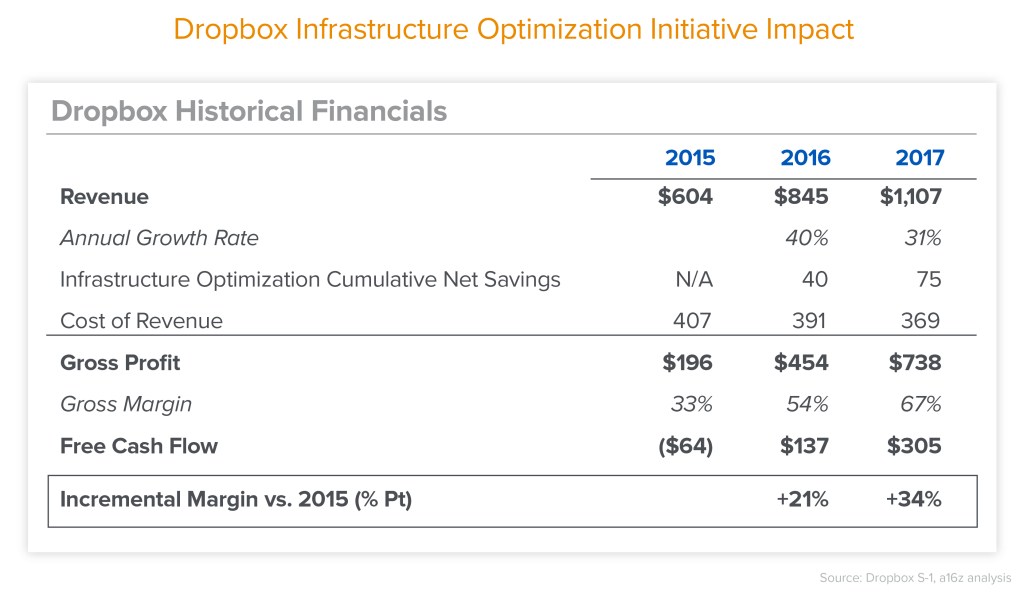 Dropbox Infrastructure Optimization Initiative Impact
Dropbox Historical Financials
2015 2016 2017
Revenue $604 $845 $1,107
Annual Growth Rate 40% 31%
Infrastructure Optimization Cumulative Net Savings N/A 40 75
Cost of Revenue 407 391 369
Gross Profit $196 $454 $738
Gross Margin 33% 54% 67%
Free Cash Flow ($64) $137 $305
Incremental Margin vs. 2015 (% Pt) +21% +34%
Source: Dropbox S-1, a16z analysis